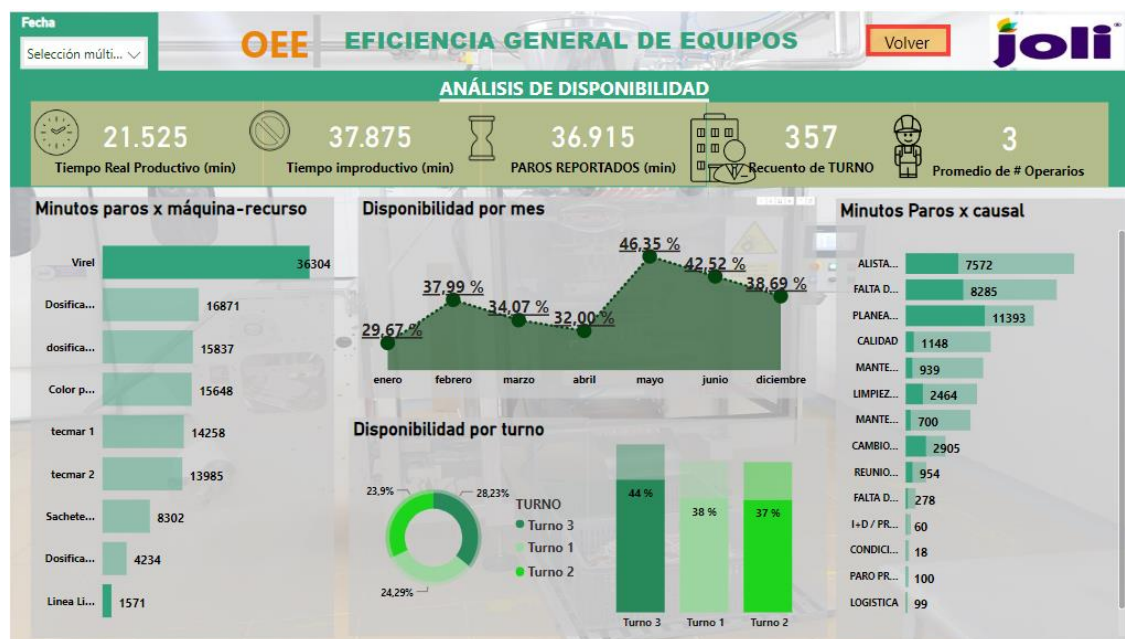 Fecha
Selección múlti...
OEE
EFICIENCIA GENERAL DE EQUIPOS
Volver
joli
ANÁLISIS DE DISPONIBILIDAD
21.525
Tiempo Real Productivo (min)
37.875
Tiempo improductivo (min)
36.915
PAROS REPORTADOS (min)
357
Recuento de TURNO
3
Promedio de # Operarios
Minutos paros x máquina-recurso
Virel 36304
Dosifica... 16871
dosifica... 15837
Color p... 15648
tecmar 1 14258
tecmar 2 13985
Sachete... 8302
Dosifica... 4234
Linea Li... 1571
Disponibilidad por mes
29,67 %
37,99 %
34,07 %
32,00 %
46,35 %
42,52 %
38,69 %
enero febrero marzo abril mayo junio diciembre
Disponibilidad por turno
23,9%
28,23%
24,29%
TURNO
Turno 3
Turno 1
Turno 2
44 %
38 %
37 %
Turno 3 Turno 1 Turno 2
Minutos Paros x causal
ALISTA... 7572
FALTA D... 8285
PLANEA... 11393
CALIDAD 1148
MANTE... 939
LIMPIEZ... 2464
MANTE... 700
CAMBIO... 2905
REUNIO... 954
FALTA D... 278
I+D / PR... 60
CONDICI... 18
PARO PR... 100
LOGISTICA 99